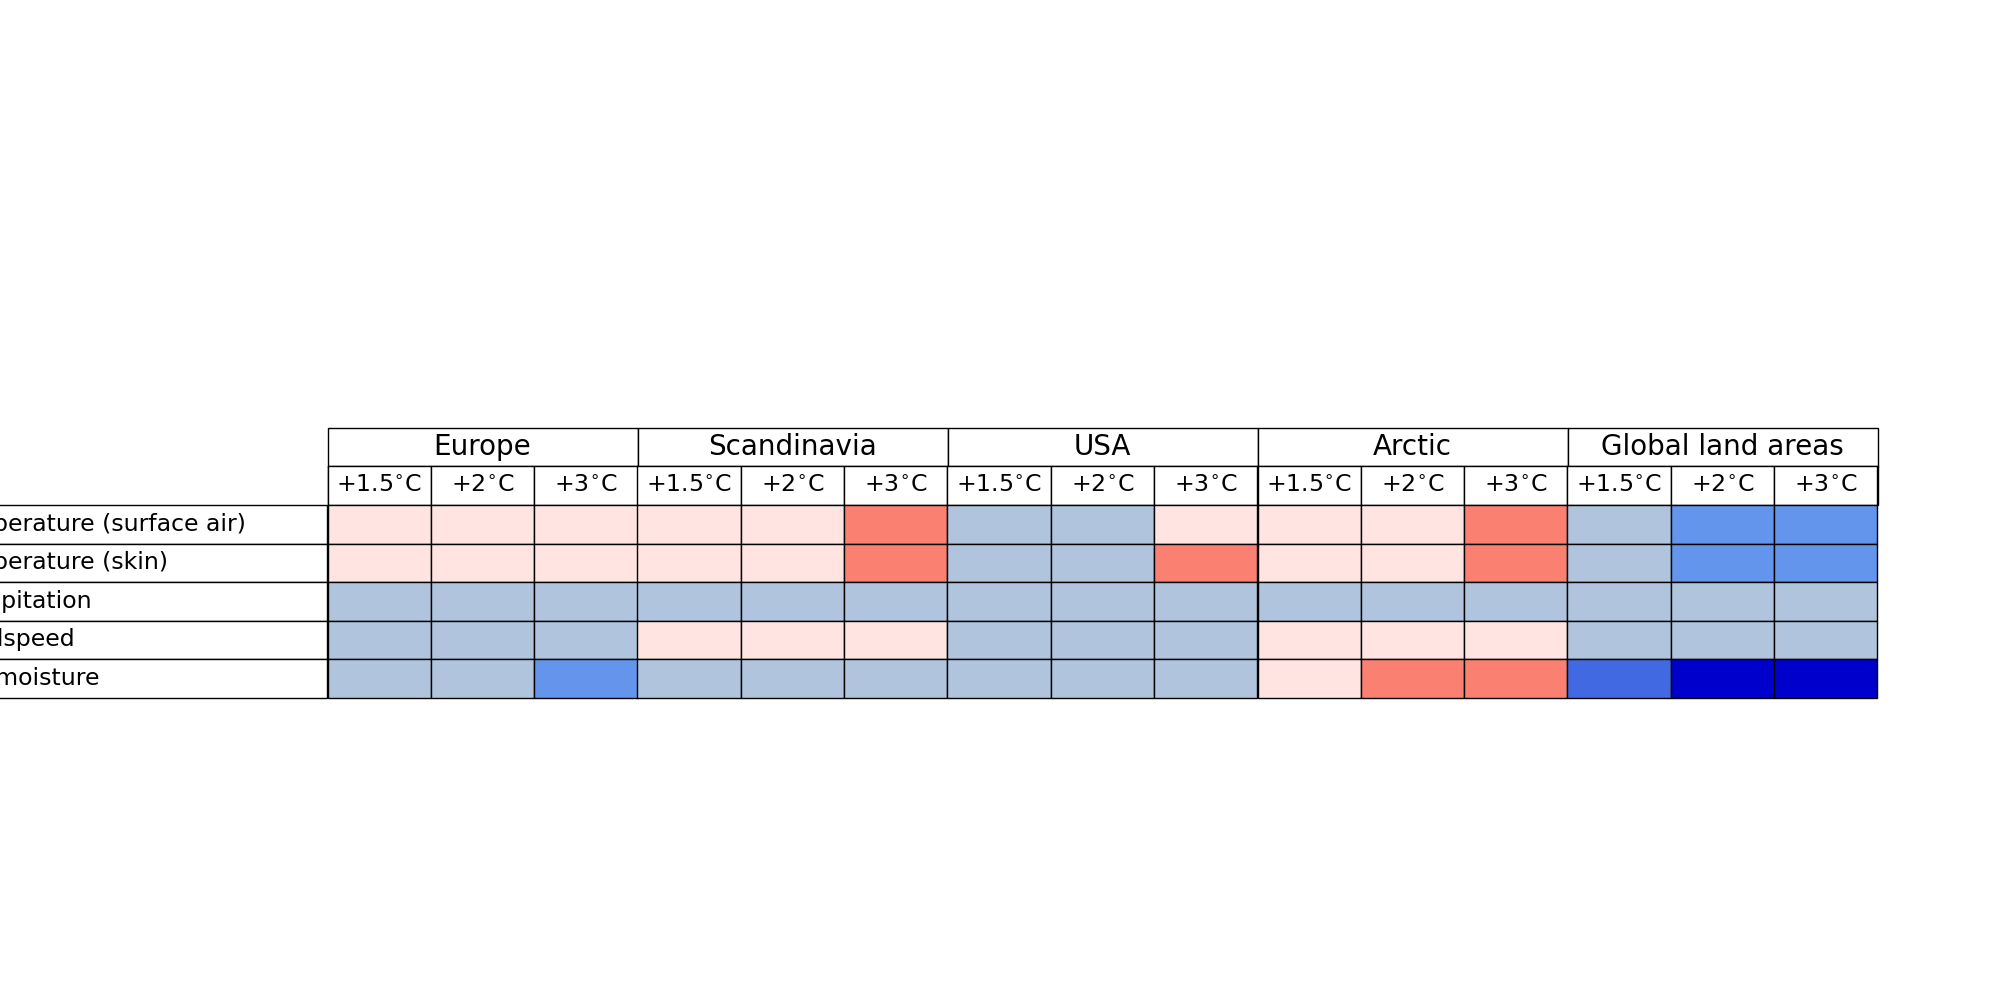 Europe Scandinavia USA Arctic Global land areas
+1.5°C +2°C +3°C +1.5°C +2°C +3°C +1.5°C +2°C +3°C +1.5°C +2°C +3°C +1.5°C +2°C +3°C
perature (surface air)
perature (skin)
pitation
lspeed
moisture